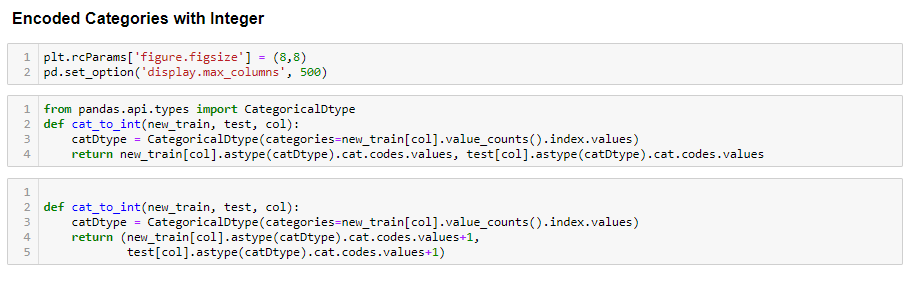 Encoded Categories with Integer
1 plt.rcParams['figure.figsize'] = (8,8)
2 pd.set_option('display.max_columns', 500)
1 from pandas.api.types import CategoricalDtype
2 def cat_to_int(new_train, test, col):
3     catDtype = CategoricalDtype(categories=new_train[col].value_counts().index.values)
4     return new_train[col].astype(catDtype).cat.codes.values, test[col].astype(catDtype).cat.codes.values
1
2 def cat_to_int(new_train, test, col):
3     catDtype = CategoricalDtype(categories=new_train[col].value_counts().index.values)
4     return (new_train[col].astype(catDtype).cat.codes.values+1,
5             test[col].astype(catDtype).cat.codes.values+1)